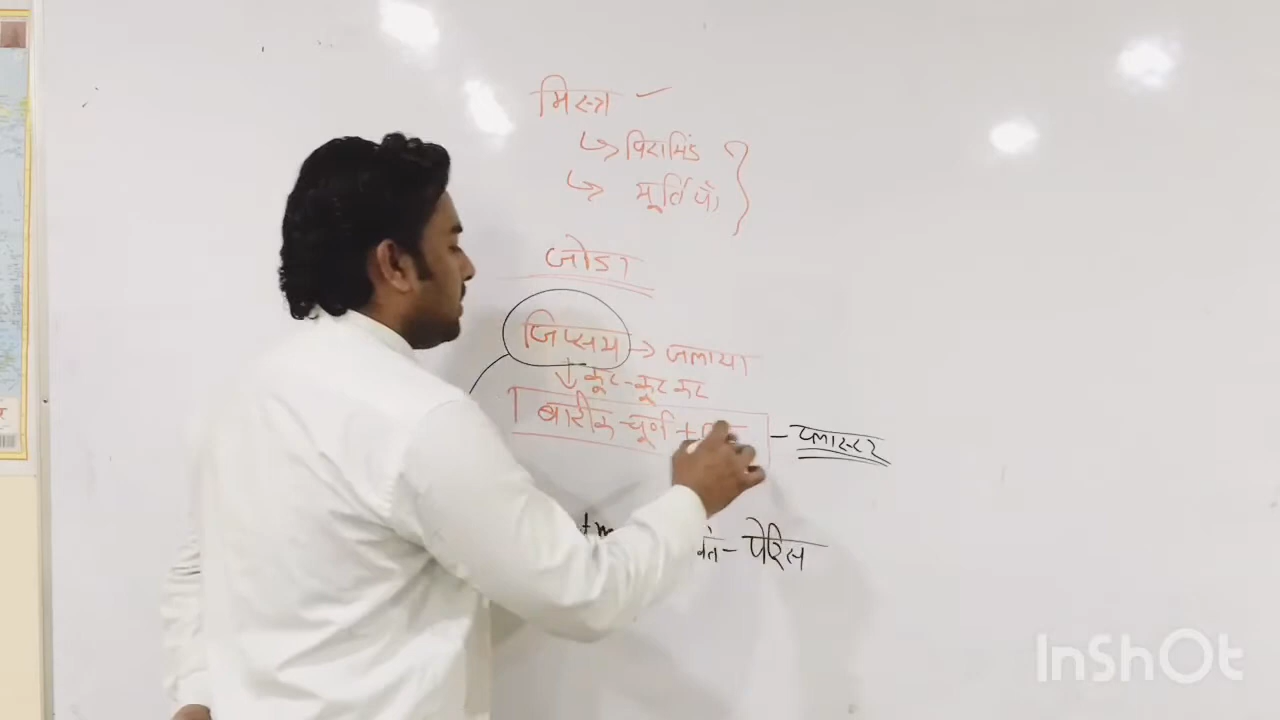 मिस्त्र
↳ पिरामिड
↳ मूर्तियाँ
जोडा
जिप्सम → जलाया
↓ कूट-कूट कर
बारीक-चूर्ण +
- प्लास्टर
पेरिस
InShOt